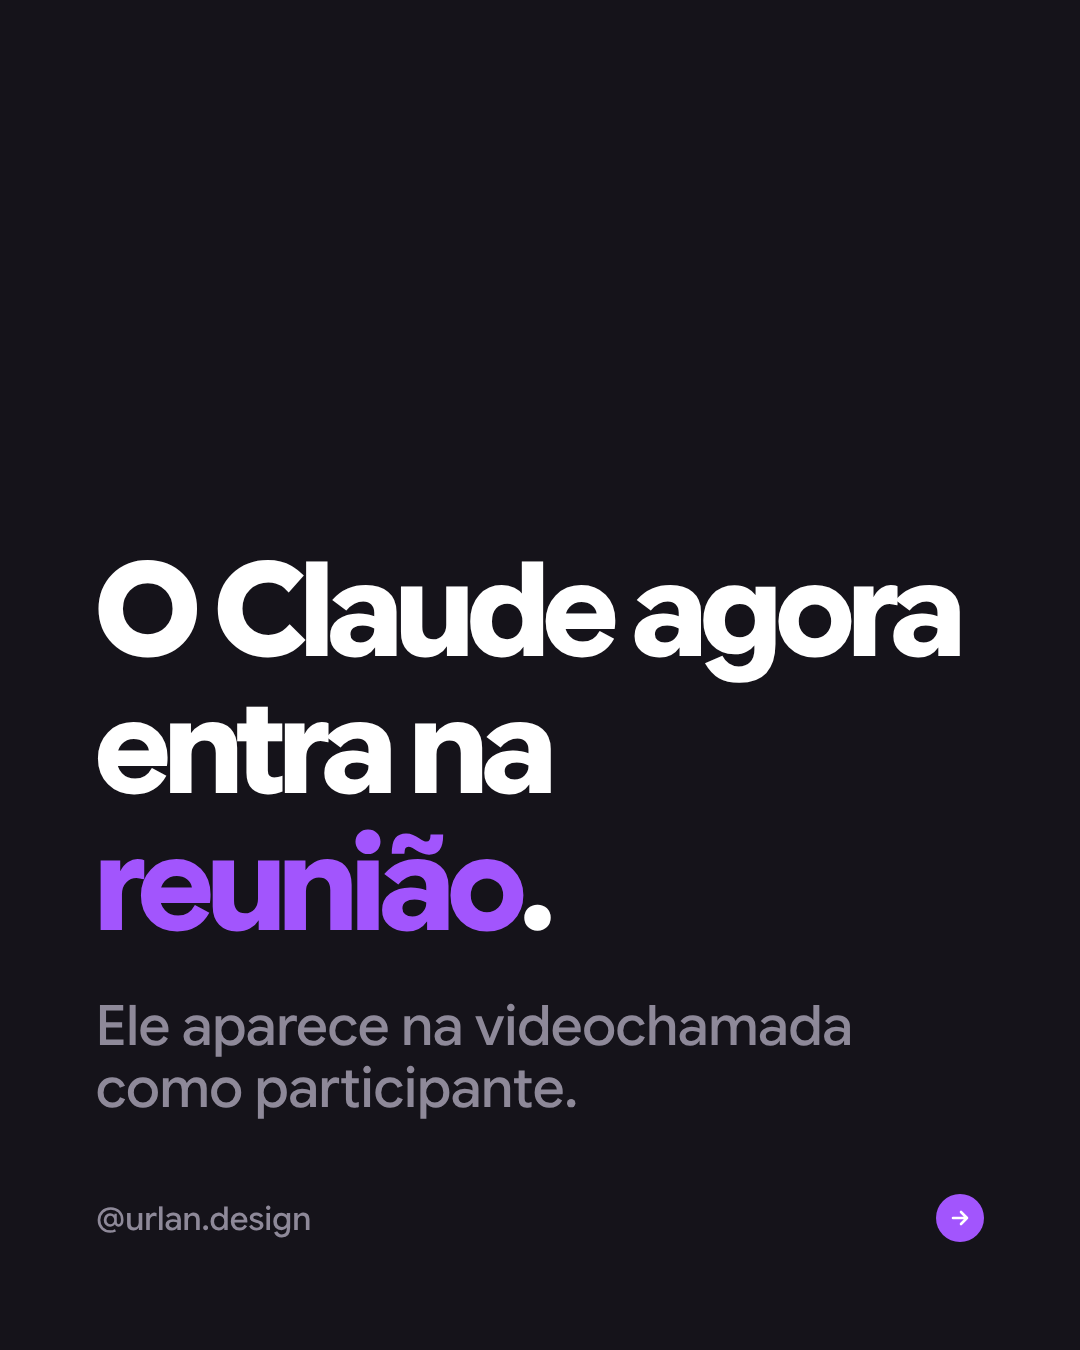 O Claude agora
entra na
reunião.
Ele aparece na videochamada
como participante.
@urlan.design